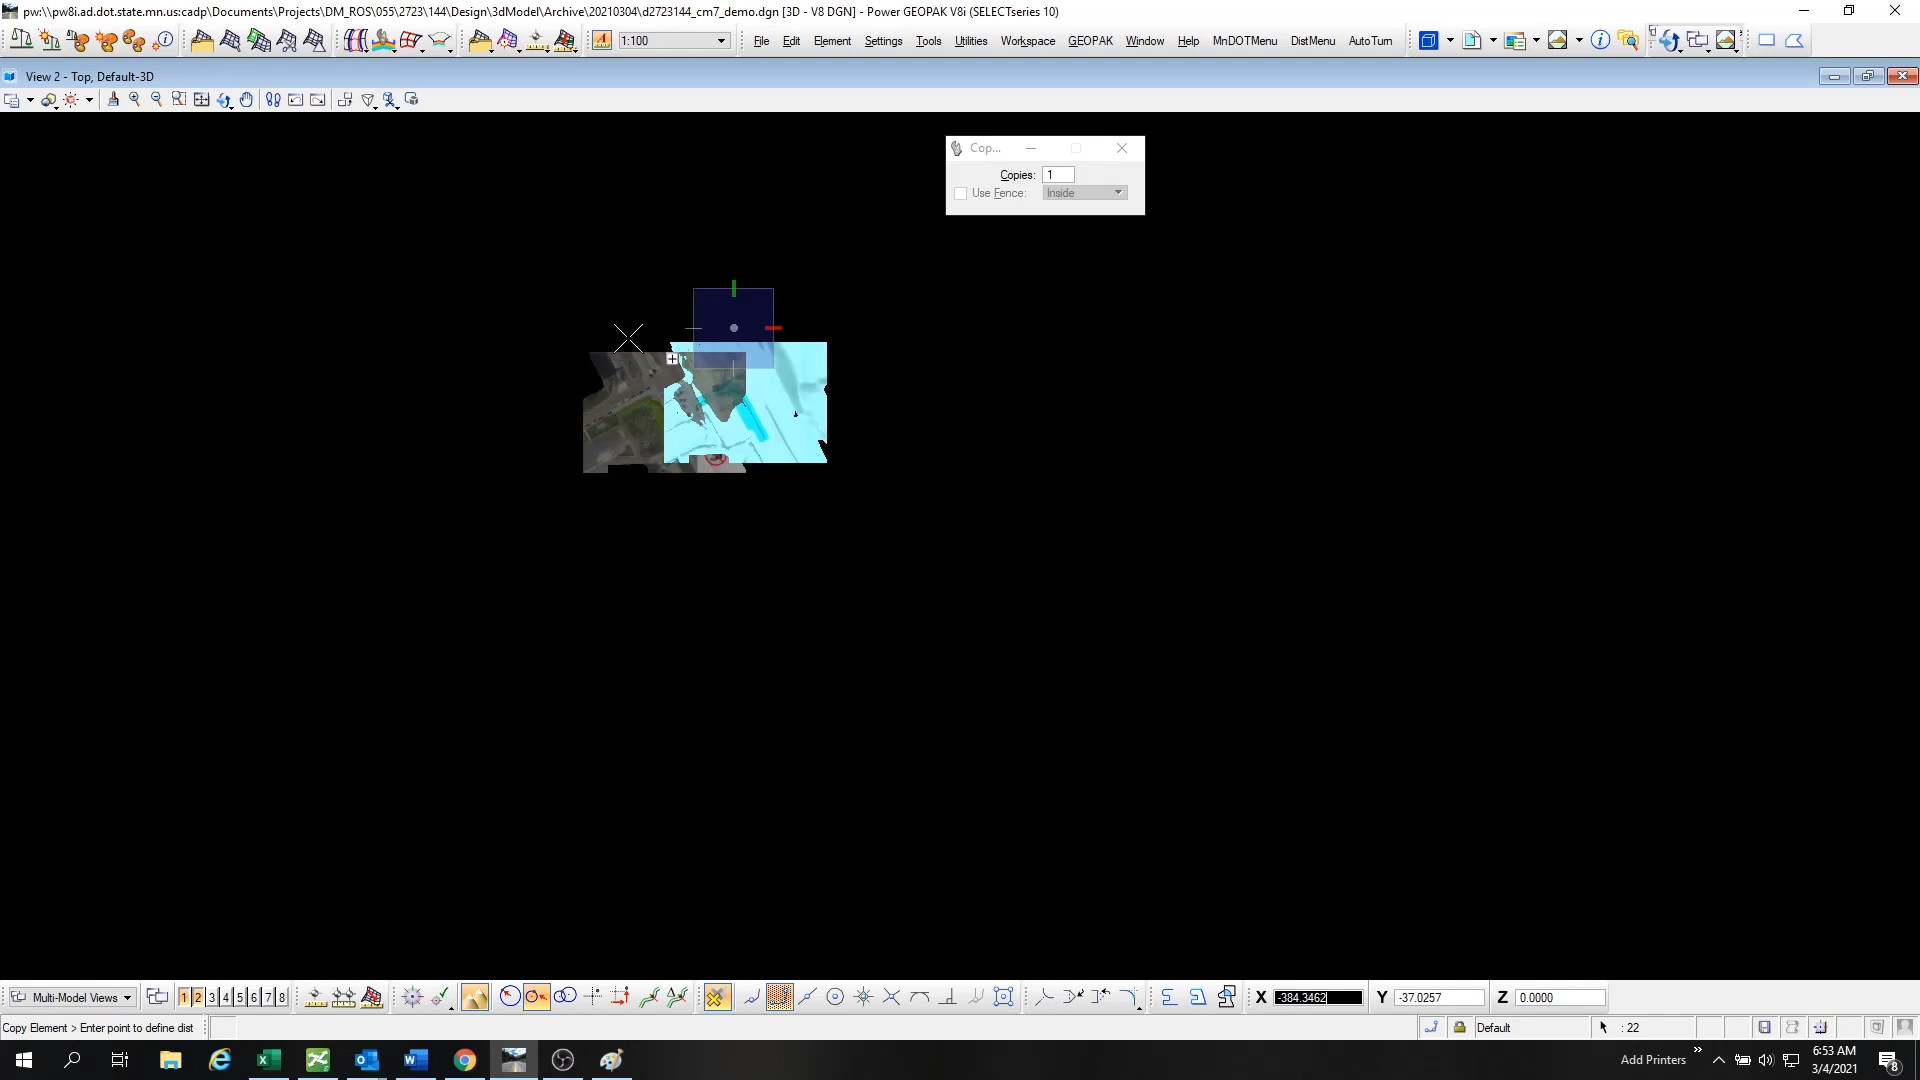 pw:\\pw8i.ad.dot.state.mn.us:cadp\Documents\Projects\DM_ROS\055\2723\144\Design\3dModel\Archive\20210304\d2723144_cm7_demo.dgn [3D - V8 DGN] - Power GEOPAK V8i (SELECTseries 10)
1:100 File Edit Element Settings Tools Utilities Workspace GEOPAK Window Help MnDOTMenu DistMenu AutoTurn
View 2 - Top, Default-3D
Cop...
Copies: 1
Use Fence: Inside
Multi-Model Views 1 2 3 4 5 6 7 8 X -384.3462 Y -37.0257 Z 0.0000
Copy Element > Enter point to define dist Default : 22
Add Printers » 6:53 AM
3/4/2021 8